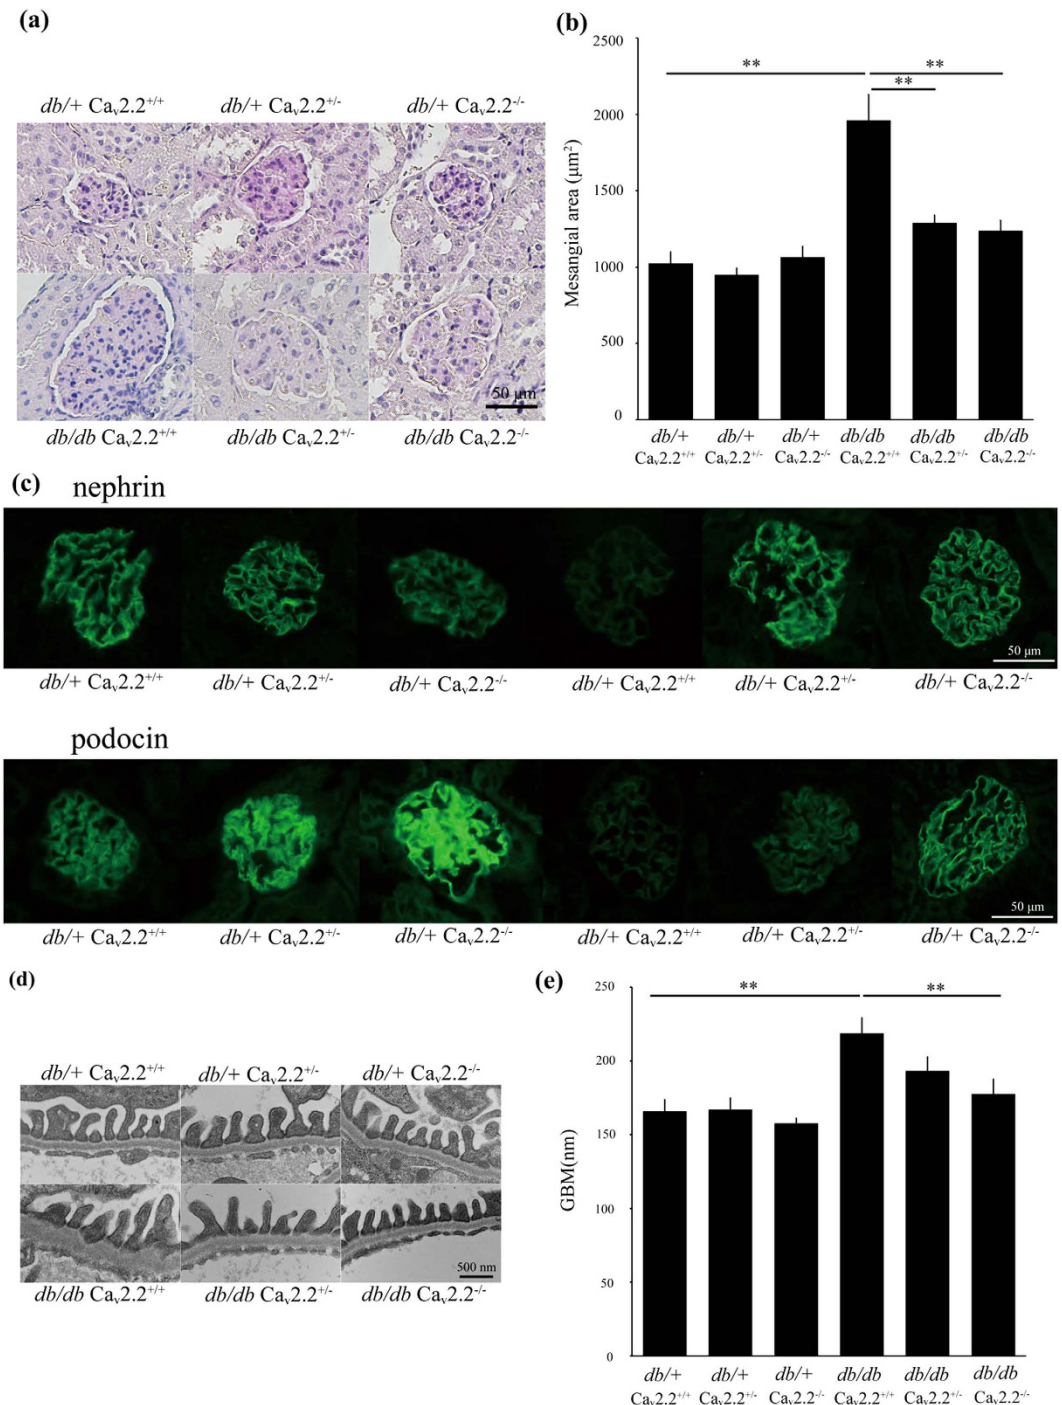 (a)
db/+ Cav2.2+/+ db/+ Cav2.2+/- db/+ Cav2.2-/-
50 μm
db/db Cav2.2+/+ db/db Cav2.2+/- db/db Cav2.2-/-
(b)
2500
2000
1500
1000
500
0
Mesangial area (μm²)
** ** **
db/+ db/+ db/+ db/db db/db db/db
Cav2.2+/+ Cav2.2+/- Cav2.2-/- Cav2.2+/+ Cav2.2+/- Cav2.2-/-
(c) nephrin
50 μm
db/+ Cav2.2+/+ db/+ Cav2.2+/- db/+ Cav2.2-/- db/+ Cav2.2+/+ db/+ Cav2.2+/- db/+ Cav2.2-/-
podocin
50 μm
db/+ Cav2.2+/+ db/+ Cav2.2+/- db/+ Cav2.2-/- db/+ Cav2.2+/+ db/+ Cav2.2+/- db/+ Cav2.2-/-
(d)
db/+ Cav2.2+/+ db/+ Cav2.2+/- db/+ Cav2.2-/-
500 nm
db/db Cav2.2+/+ db/db Cav2.2+/- db/db Cav2.2-/-
(e)
250
200
150
100
50
0
GBM(nm)
** **
db/+ db/+ db/+ db/db db/db db/db
Cav2.2+/+ Cav2.2+/- Cav2.2-/- Cav2.2+/+ Cav2.2+/- Cav2.2-/-